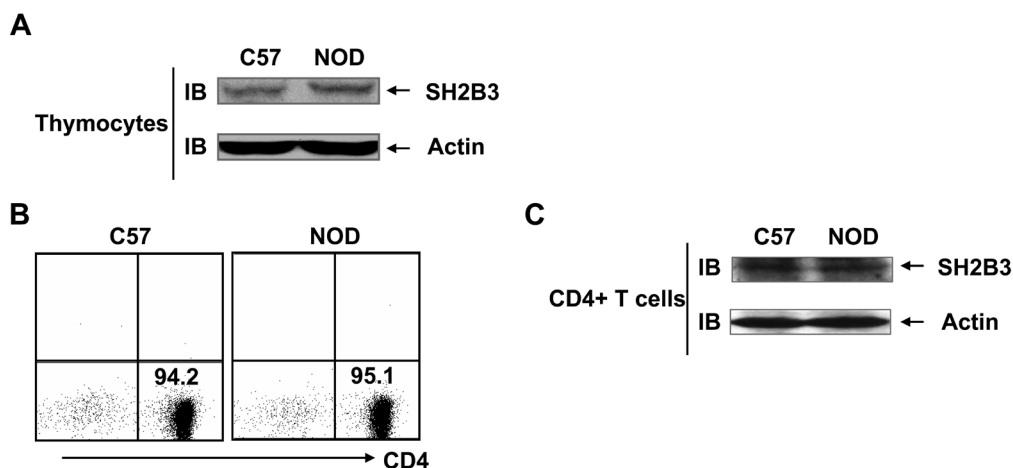 A
C57 NOD
IB SH2B3
Thymocytes
IB Actin
B
C57 NOD
94.2 95.1
CD4
C
C57 NOD
IB SH2B3
CD4+ T cells
IB Actin